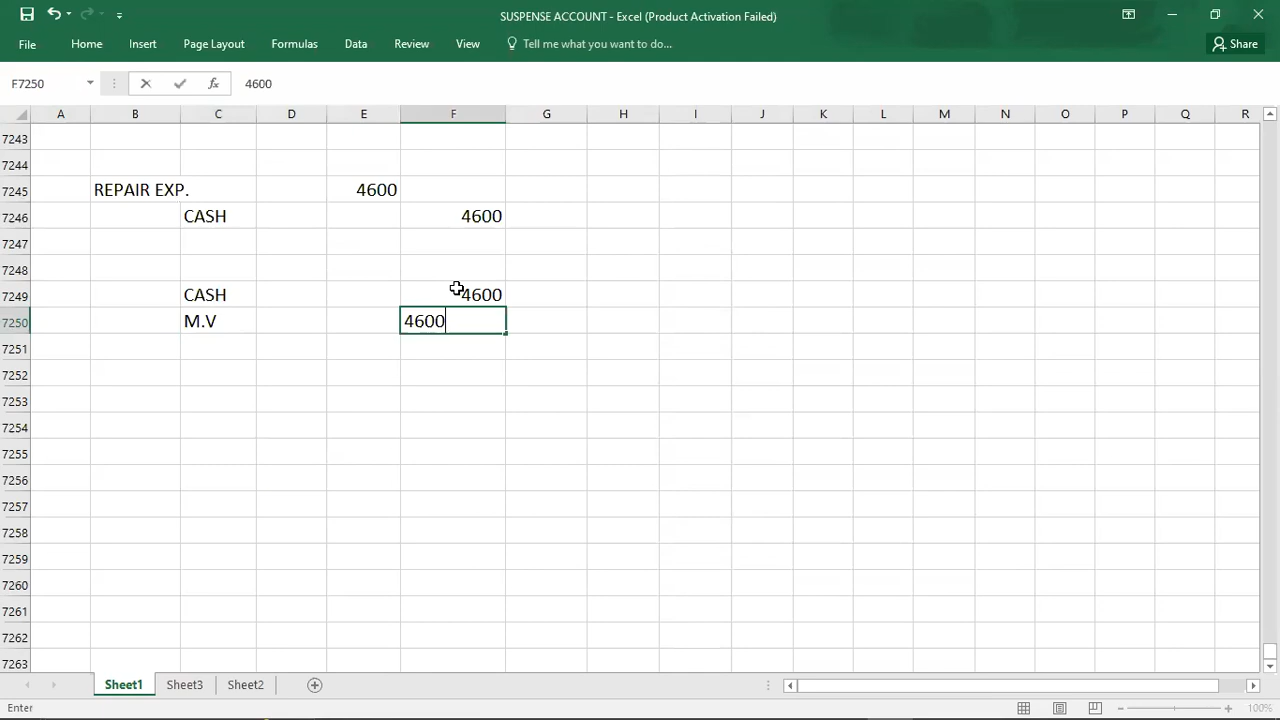 SUSPENSE ACCOUNT - Excel (Product Activation Failed)
File Home Insert Page Layout Formulas Data Review View Tell me what you want to do... Share
F7250 fx 4600
A B C D E F G H I J K L M N O P Q R
7243
7244
7245 REPAIR EXP. 4600
7246 CASH 4600
7247
7248
7249 CASH 4600
7250 M.V 4600
7251
7252
7253
7254
7255
7256
7257
7258
7259
7260
7261
7262
7263
Sheet1 Sheet3 Sheet2
Enter 100%